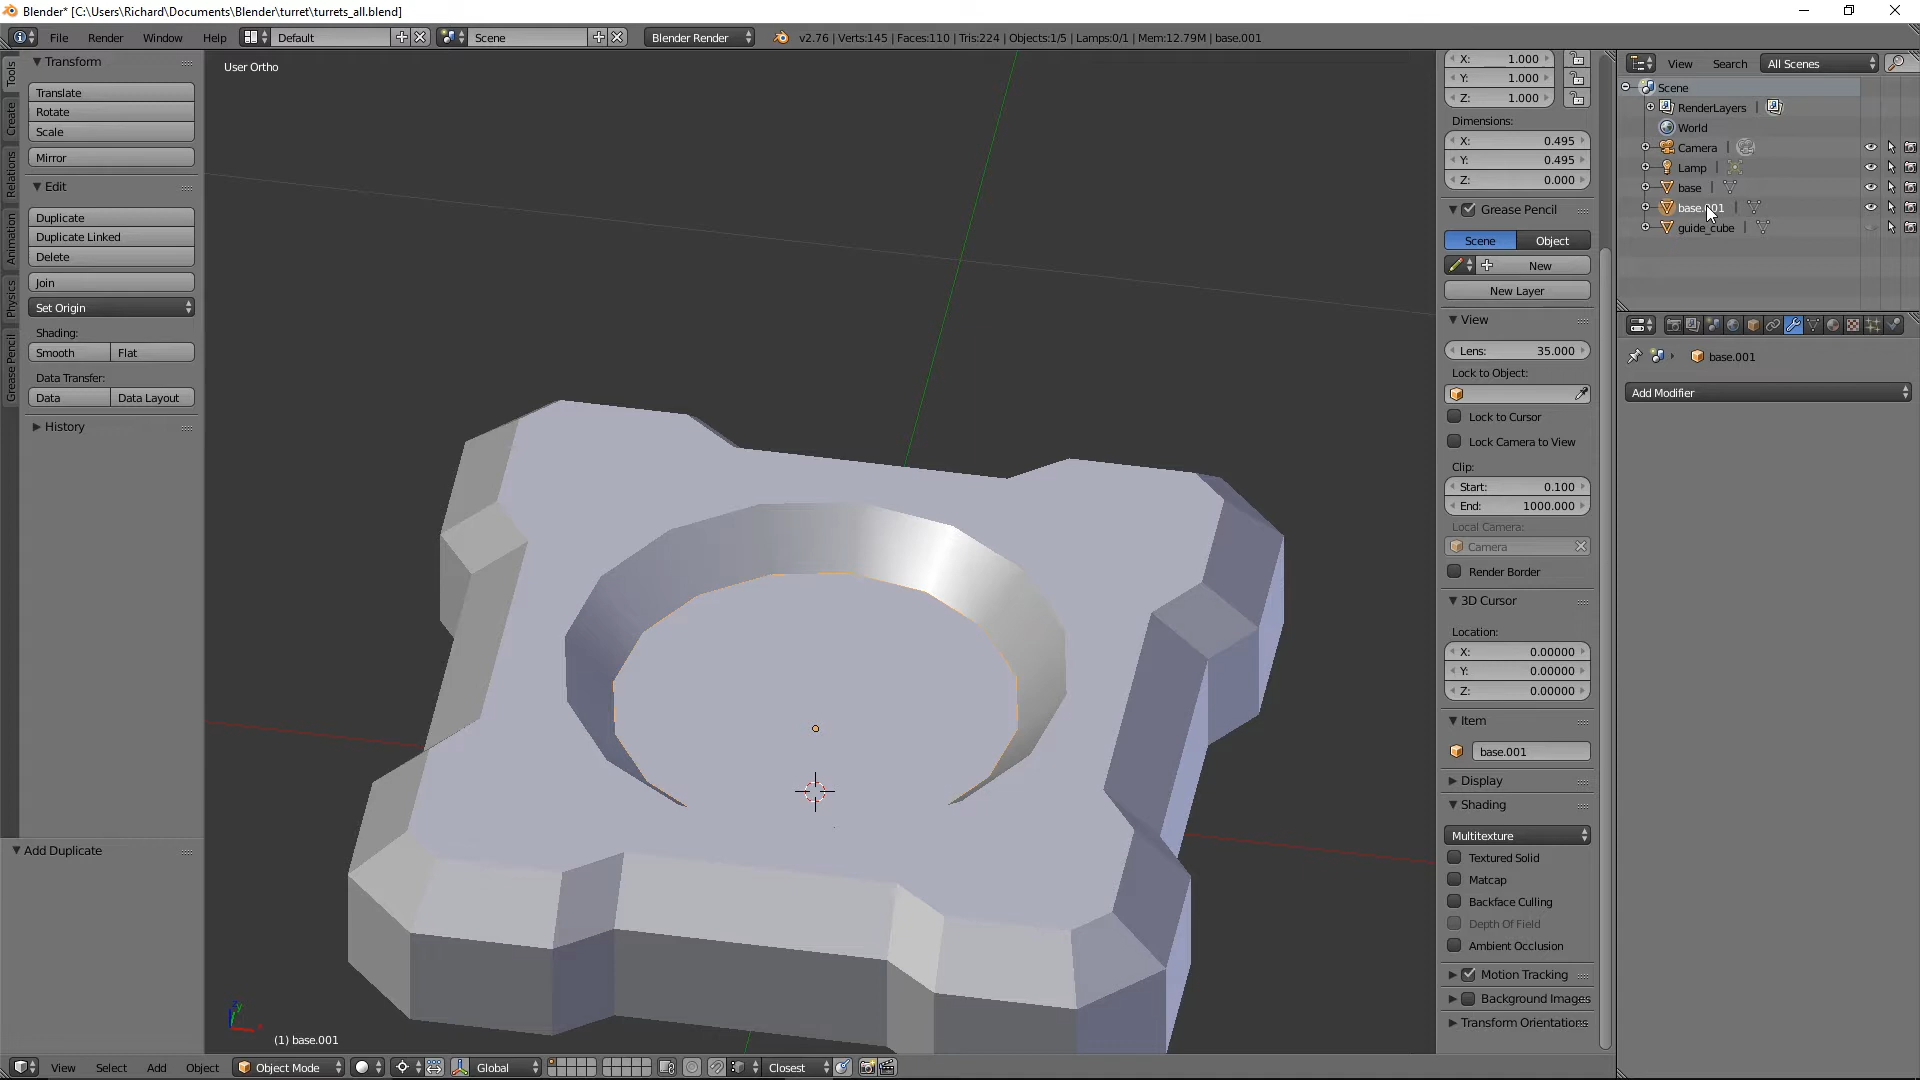 Blender* [C:\Users\Richard\Documents\Blender\turret\turrets_all.blend]
File Render Window Help Default Scene Blender Render v2.76 | Verts:145 | Faces:110 | Tris:224 | Objects:1/5 | Lamps:0/1 | Mem:12.79M | base.001
Tools
Create
Relations
Animation
Physics
Grease Pencil
Transform
Translate
Rotate
Scale
Mirror
Edit
Duplicate
Duplicate Linked
Delete
Join
Set Origin
Shading:
Smooth Flat
Data Transfer:
Data Data Layout
History
Add Duplicate
User Ortho
(1) base.001
X: 1.000
Y: 1.000
Z: 1.000
Dimensions:
X: 0.495
Y: 0.495
Z: 0.000
Grease Pencil
Scene Object
New
New Layer
View
Lens: 35.000
Lock to Object:
Lock to Cursor
Lock Camera to View
Clip:
Start: 0.100
End: 1000.000
Local Camera:
Camera
Render Border
3D Cursor
Location:
X: 0.00000
Y: 0.00000
Z: 0.00000
Item
base.001
Display
Shading
Multitexture
Textured Solid
Matcap
Backface Culling
Depth Of Field
Ambient Occlusion
Motion Tracking
Background Images
Transform Orientations
View Search All Scenes
Scene
RenderLayers
World
Camera
Lamp
base
base.001
guide_cube
base.001
Add Modifier
View Select Add Object Object Mode Global Closest